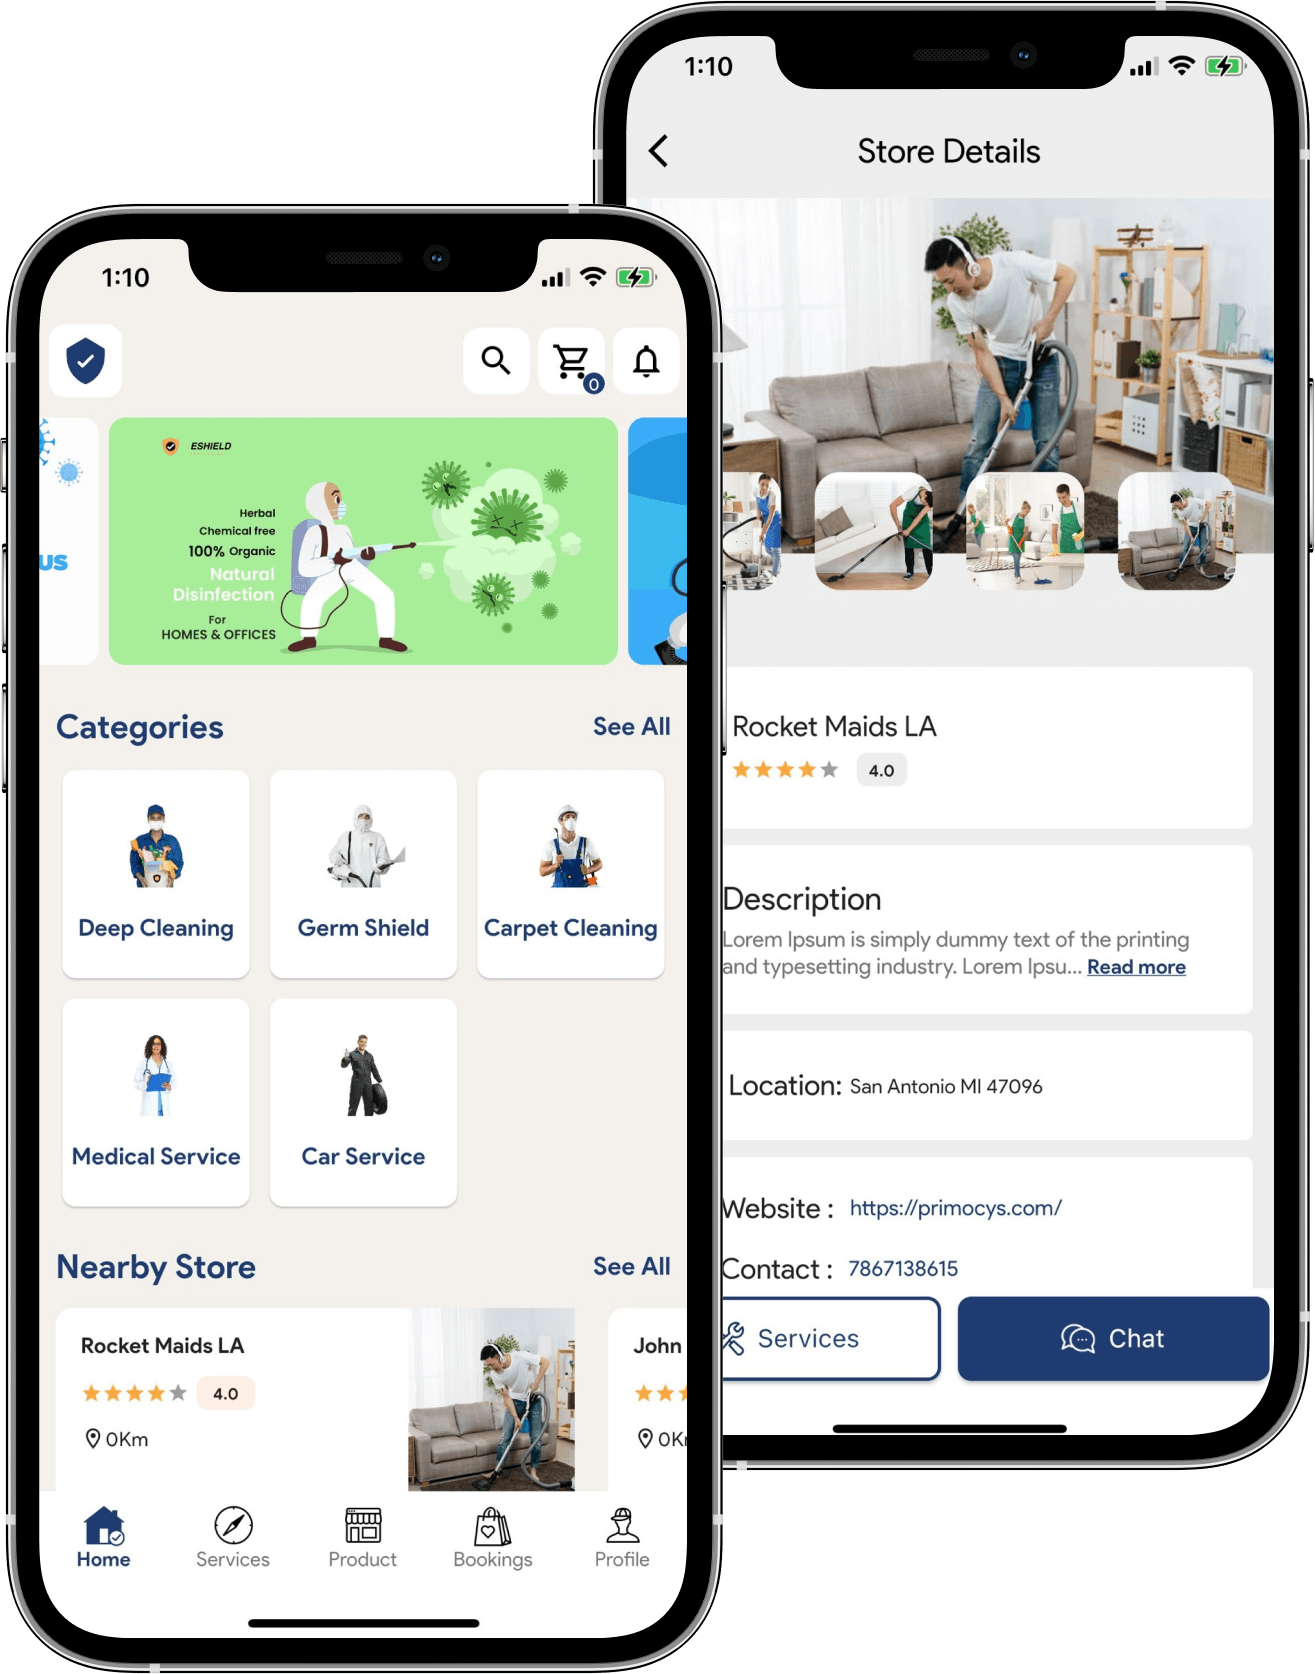 1:10
Store Details
Rocket Maids LA
4.0
Description
Lorem Ipsum is simply dummy text of the printing
and typesetting industry. Lorem Ipsu... Read more
Location: San Antonio MI 47096
Website : https://primocys.com/
Contact : 7867138615
Services
Chat
1:10
0
US
ESHIELD
Herbal
Chemical free
100% Organic
Natural
Disinfection
For
HOMES & OFFICES
Categories
See All
Deep Cleaning
Germ Shield
Carpet Cleaning
Medical Service
Car Service
Nearby Store
See All
Rocket Maids LA
4.0
0Km
John
0K
Home
Services
Product
Bookings
Profile